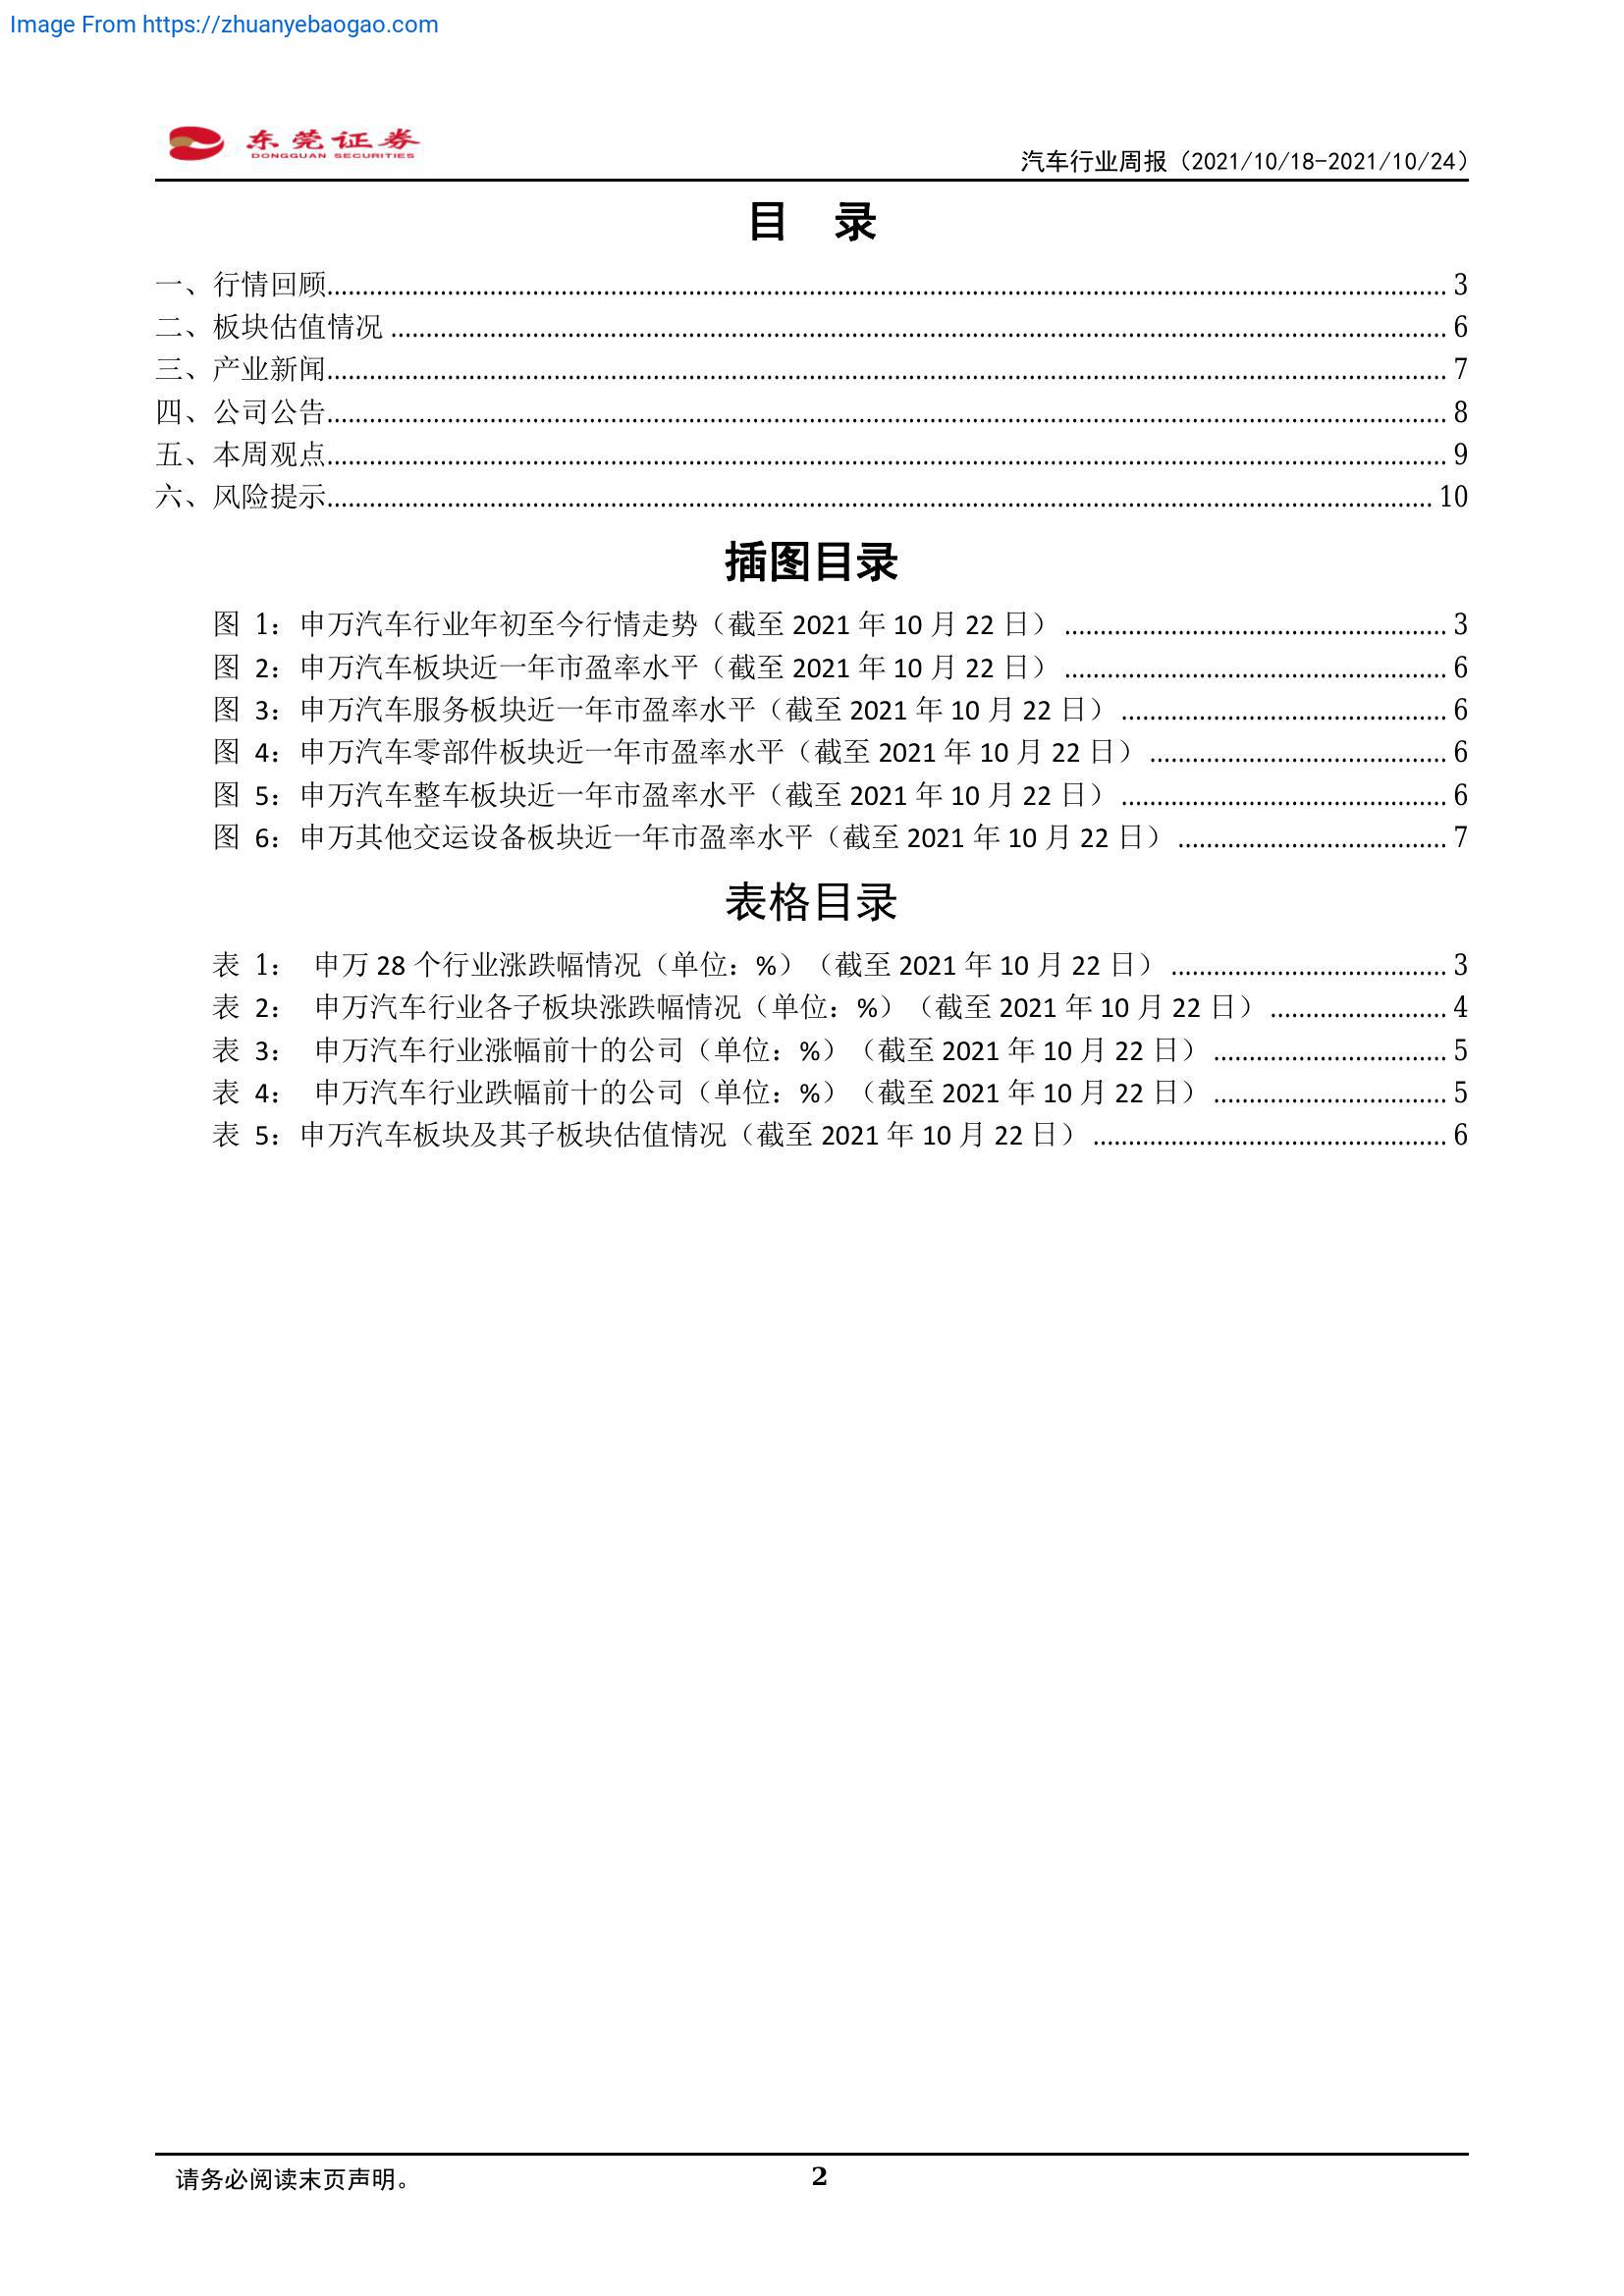 Image From https://zhuanyebaogao.com
东莞证券
DONGGUAN SECURITIES
汽车行业周报（2021/10/18-2021/10/24）
目 录
一、行情回顾........ 3
二、板块估值情况........ 6
三、产业新闻........ 7
四、公司公告........ 8
五、本周观点........ 9
六、风险提示........ 10
插图目录
图 1：申万汽车行业年初至今行情走势（截至 2021 年 10 月 22 日）........ 3
图 2：申万汽车板块近一年市盈率水平（截至 2021 年 10 月 22 日）........ 6
图 3：申万汽车服务板块近一年市盈率水平（截至 2021 年 10 月 22 日）........ 6
图 4：申万汽车零部件板块近一年市盈率水平（截至 2021 年 10 月 22 日）........ 6
图 5：申万汽车整车板块近一年市盈率水平（截至 2021 年 10 月 22 日）........ 6
图 6：申万其他交运设备板块近一年市盈率水平（截至 2021 年 10 月 22 日）........ 7
表格目录
表 1： 申万 28 个行业涨跌幅情况（单位：%）（截至 2021 年 10 月 22 日）........ 3
表 2： 申万汽车行业各子板块涨跌幅情况（单位：%）（截至 2021 年 10 月 22 日）........ 4
表 3： 申万汽车行业涨幅前十的公司（单位：%）（截至 2021 年 10 月 22 日）........ 5
表 4： 申万汽车行业跌幅前十的公司（单位：%）（截至 2021 年 10 月 22 日）........ 5
表 5：申万汽车板块及其子板块估值情况（截至 2021 年 10 月 22 日）........ 6
请务必阅读末页声明。
2